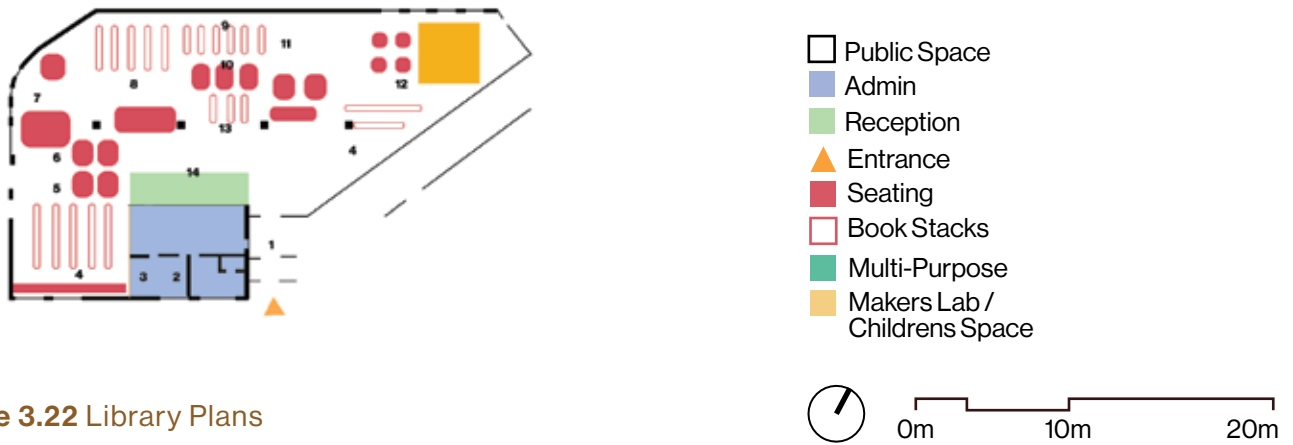 9
11
10
8
12
7
13
4
6
14
5
1
4
3
2
Public Space
Admin
Reception
Entrance
Seating
Book Stacks
Multi-Purpose
Makers Lab /
Childrens Space
e 3.22 Library Plans
0m 10m 20m